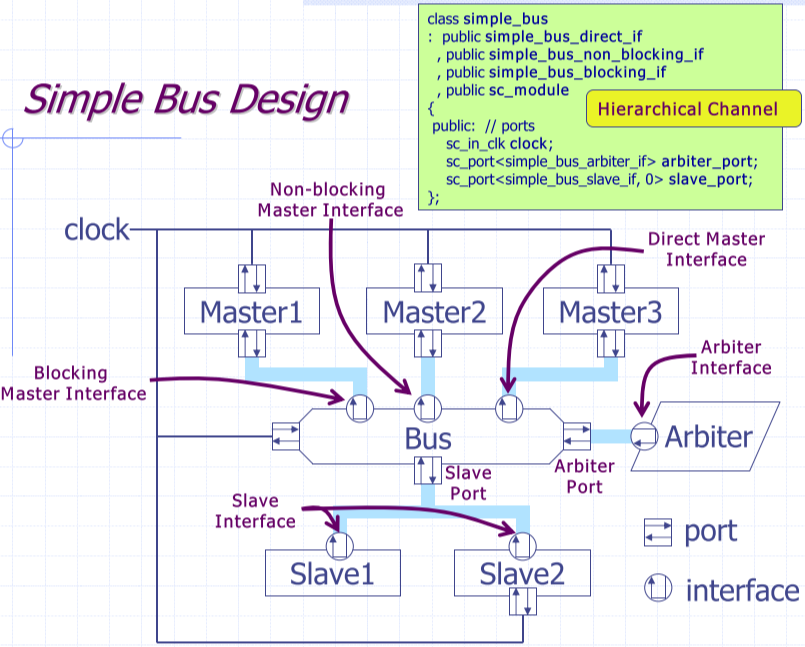 class simple_bus
: public simple_bus_direct_if
, public simple_bus_non_blocking_if
, public simple_bus_blocking_if
, public sc_module
{
Hierarchical Channel
public: // ports
sc_in_clk clock;
sc_port<simple_bus_arbiter_if> arbiter_port;
sc_port<simple_bus_slave_if, 0> slave_port;
};
Simple Bus Design
Non-blocking
Master Interface
clock
Direct Master
Interface
Master1
Master2
Master3
Arbiter
Interface
Blocking
Master Interface
Bus
Arbiter
Slave
Port
Arbiter
Port
Slave
Interface
port
Slave1
Slave2
interface